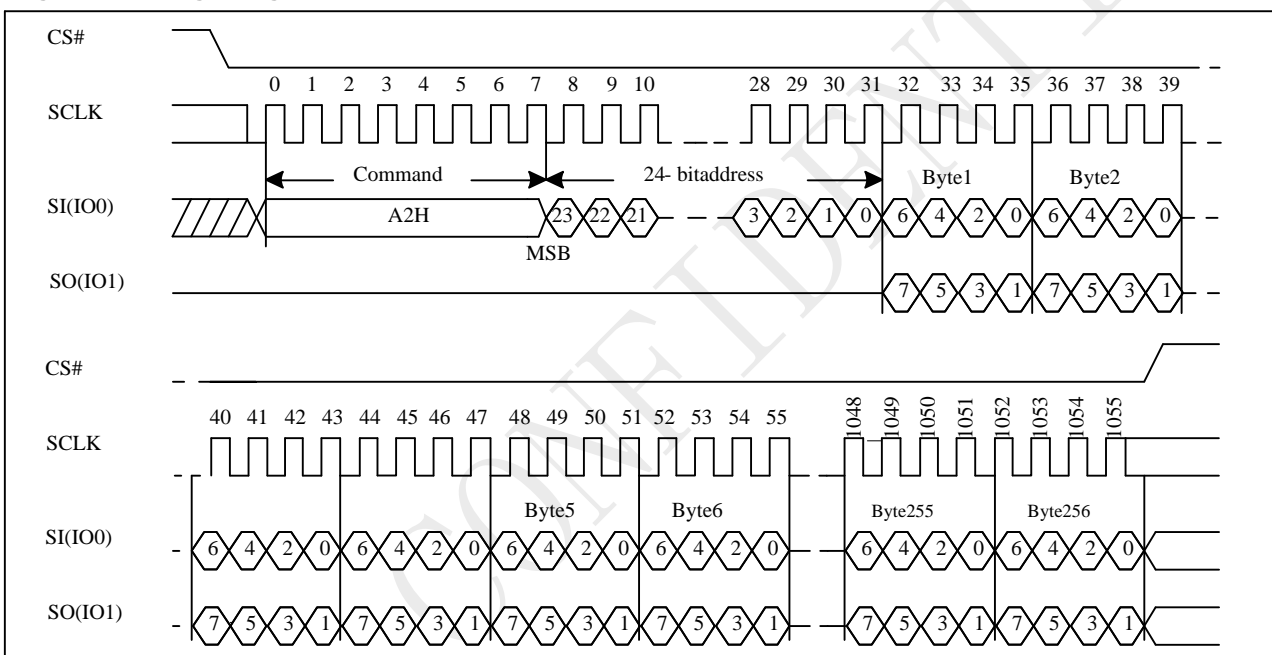 CS#
0 1 2 3 4 5 6 7 8 9 10 28 29 30 31 32 33 34 35 36 37 38 39
SCLK
Command 24- bitaddress Byte1 Byte2
SI(IO0) A2H 23 22 21 3 2 1 0 6 4 2 0 6 4 2 0
MSB
SO(IO1) 7 5 3 1 7 5 3 1
CS#
40 41 42 43 44 45 46 47 48 49 50 51 52 53 54 55 1048 1049 1050 1051 1052 1053 1054 1055
SCLK
Byte5 Byte6 Byte255 Byte256
SI(IO0) 6 4 2 0 6 4 2 0 6 4 2 0 6 4 2 0 6 4 2 0 6 4 2 0
SO(IO1) 7 5 3 1 7 5 3 1 7 5 3 1 7 5 3 1 7 5 3 1 7 5 3 1
CONFIDENT